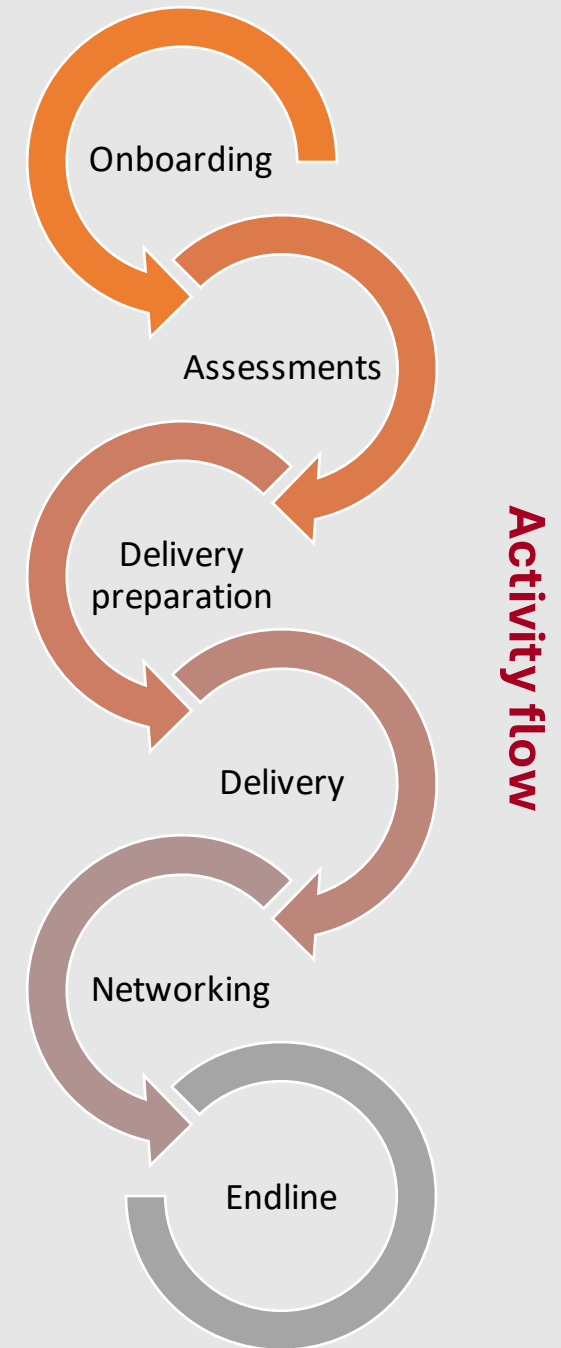 Onboarding
Assessments
Delivery
preparation
Activity flow
Delivery
Networking
Endline